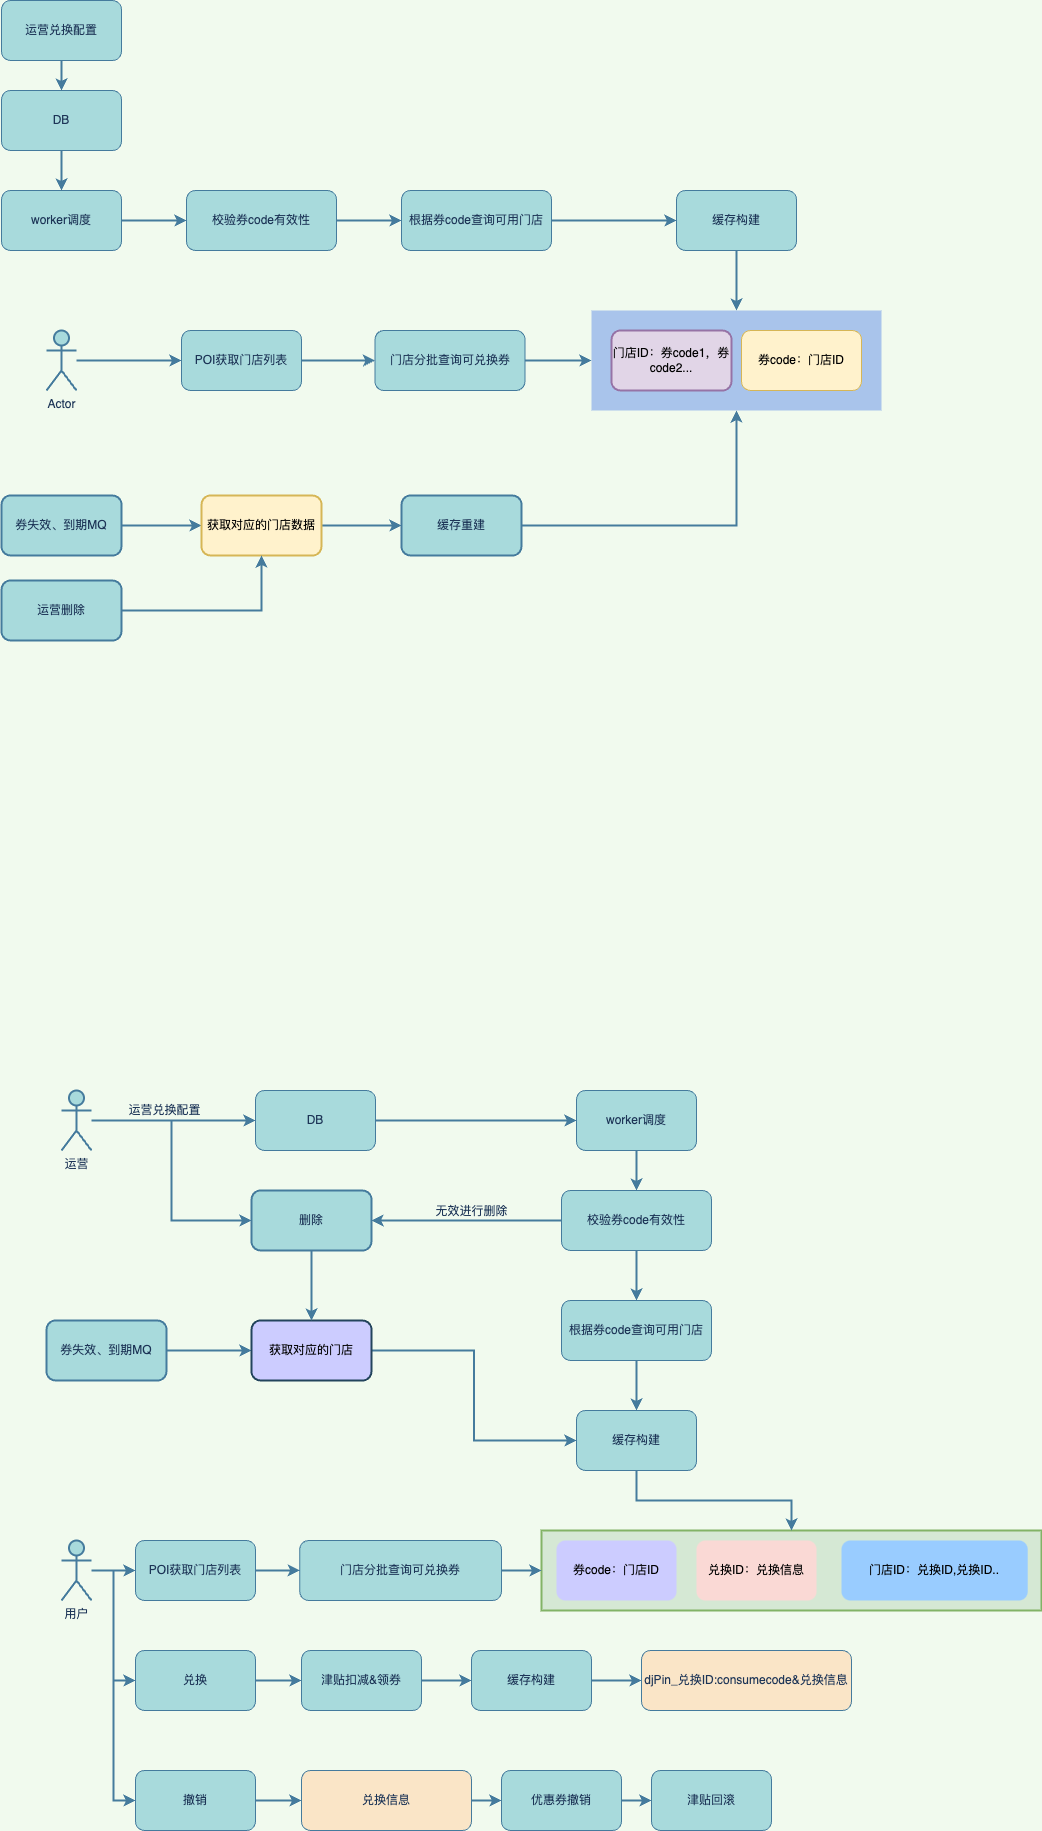 运营兑换配置
DB
worker调度
校验券code有效性
根据券code查询可用门店
缓存构建
Actor
POI获取门店列表
门店分批查询可兑换券
门店ID：券code1，券
code2...
券code：门店ID
券失效、到期MQ
获取对应的门店数据
缓存重建
运营删除
运营
运营兑换配置
DB
worker调度
删除
无效进行删除
校验券code有效性
根据券code查询可用门店
券失效、到期MQ
获取对应的门店
缓存构建
用户
POI获取门店列表
门店分批查询可兑换券
券code：门店ID
兑换ID：兑换信息
门店ID：兑换ID,兑换ID..
兑换
津贴扣减&领券
缓存构建
djPin_兑换ID:consumecode&兑换信息
撤销
兑换信息
优惠券撤销
津贴回滚